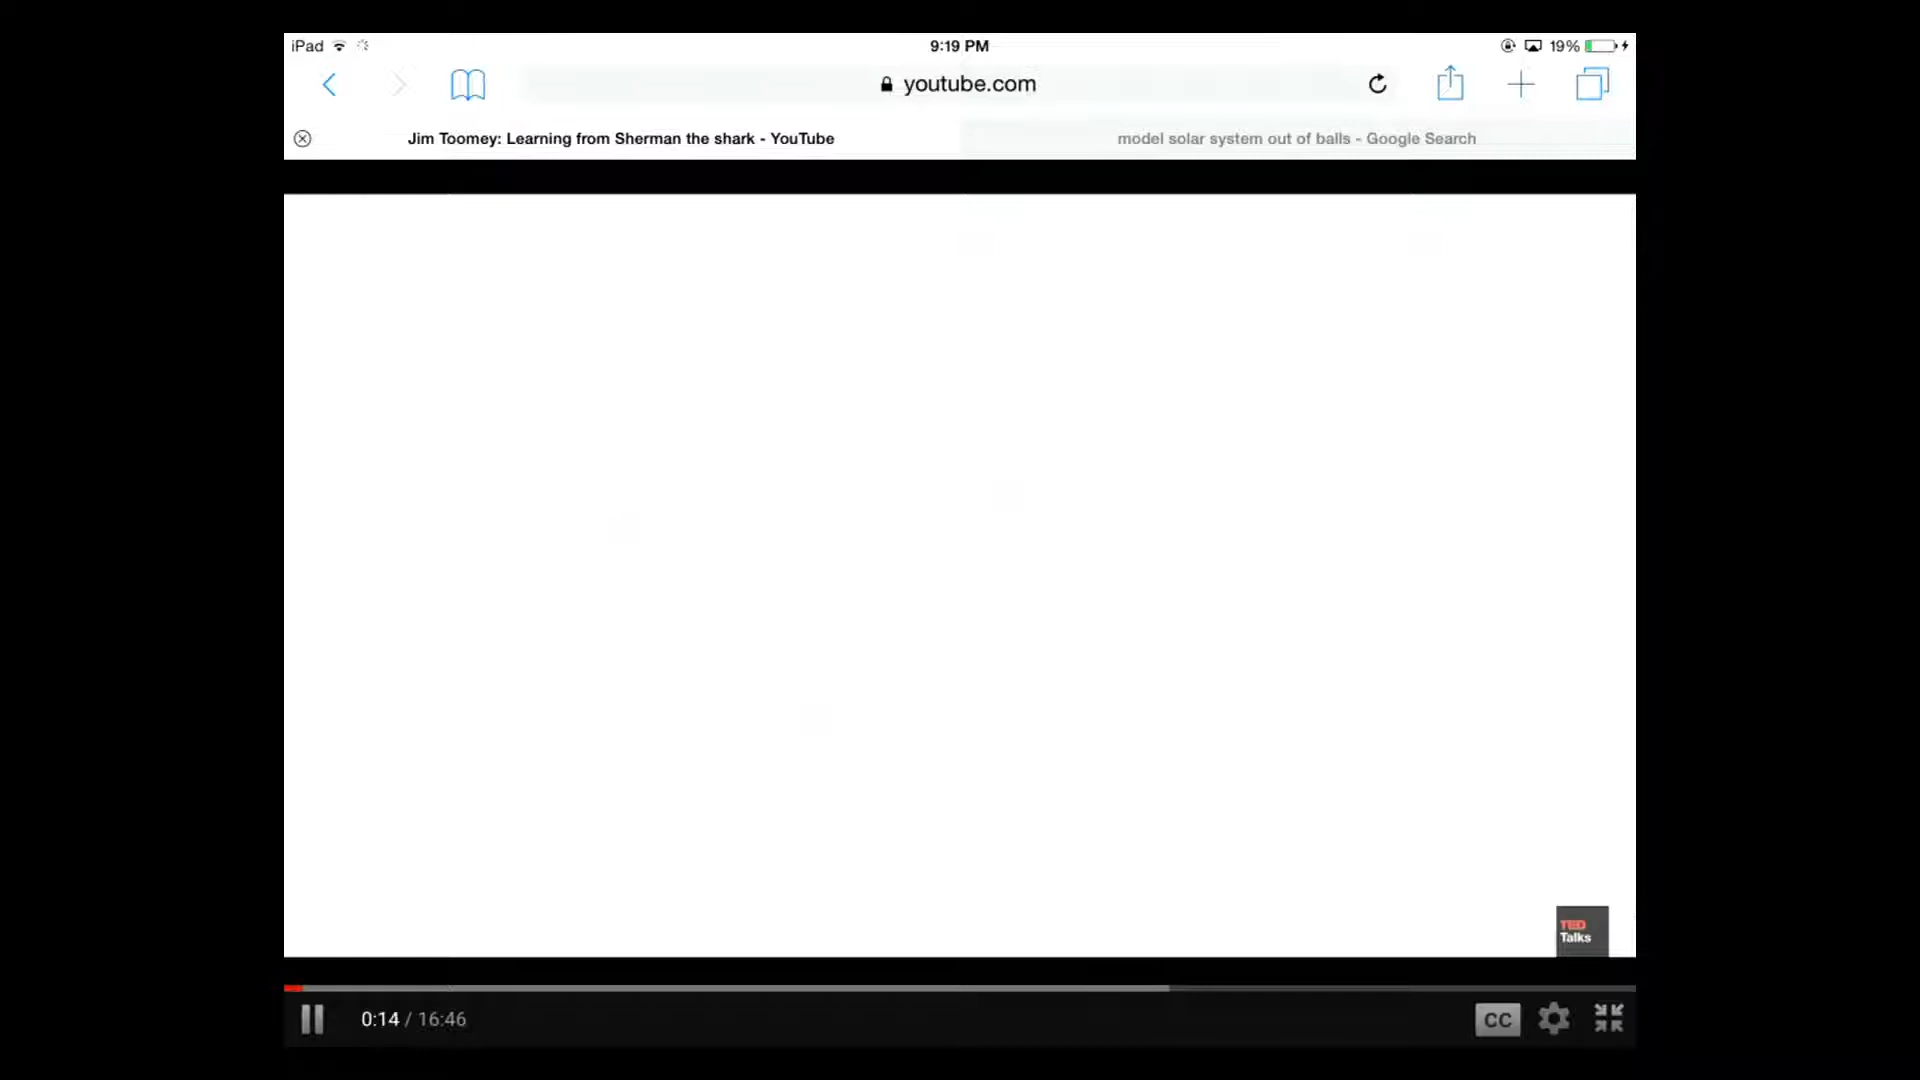 iPad 9:19 PM 19%
youtube.com
Jim Toomey: Learning from Sherman the shark - YouTube
model solar system out of balls - Google Search
TED
Talks
0:14 / 16:46
CC